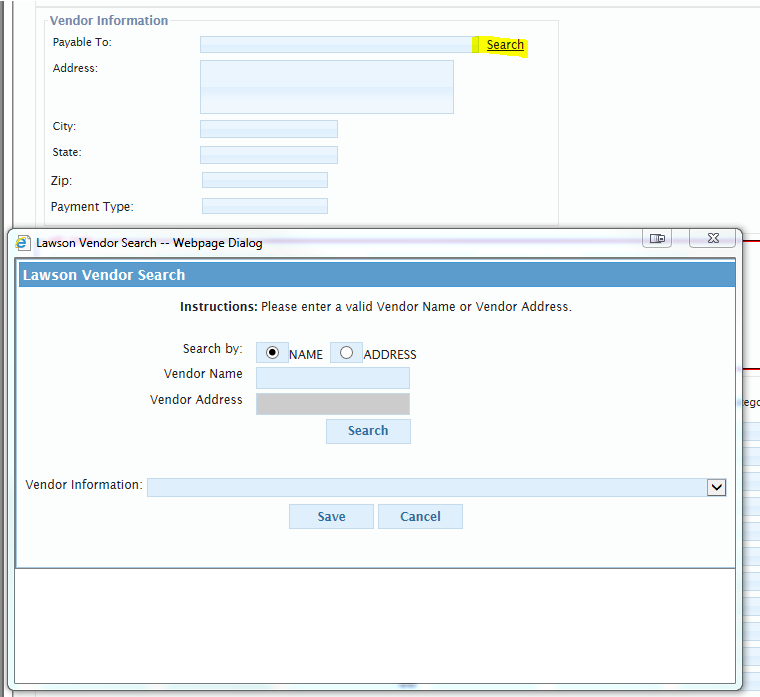 Vendor Information
Payable To: Search
Address:
City:
State:
Zip:
Payment Type:
Lawson Vendor Search -- Webpage Dialog
Lawson Vendor Search
Instructions: Please enter a valid Vendor Name or Vendor Address.
Search by: NAME ADDRESS
Vendor Name
Vendor Address
Search
Vendor Information:
Save Cancel